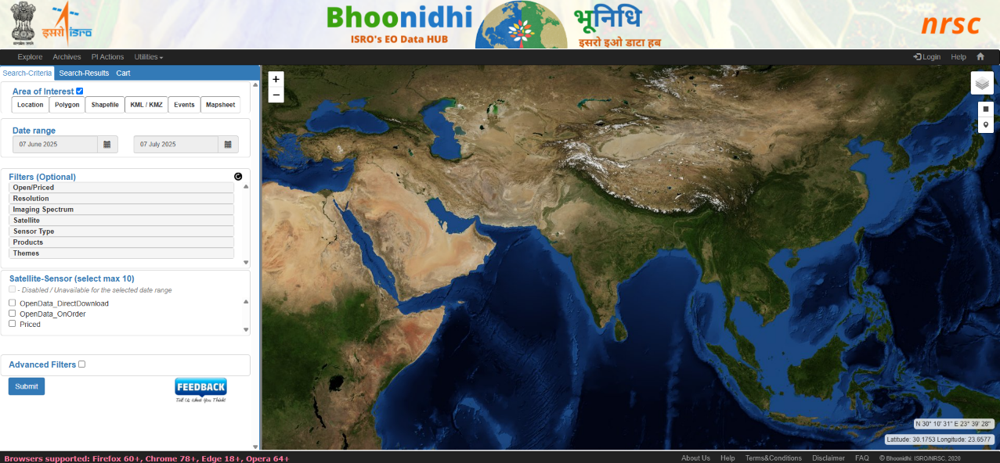 Bhoonidhi
ISRO's EO Data HUB
भूनिधि
इसरो इओ डाटा हब
इसरो isro
nrsc
Explore Archives PI Actions Utilities
Login Help
Search-Criteria Search-Results Cart
Area of Interest
Location Polygon Shapefile KML / KMZ Events Mapsheet
Date range
07 June 2025 07 July 2025
Filters (Optional)
Open/Priced
Resolution
Imaging Spectrum
Satellite
Sensor Type
Products
Themes
Satellite-Sensor (select max 10)
- Disabled / Unavailable for the selected date range
OpenData_DirectDownload
OpenData_OnOrder
Priced
Advanced Filters
Submit
FEEDBACK
Tell Us What You Think!
+
−
N 30° 10' 31" E 23° 39' 28"
Latitude: 30.1753 Longitude: 23.6577
Browsers supported: Firefox 60+, Chrome 78+, Edge 18+, Opera 64+
About Us Help Terms&Conditions Disclaimer FAQ © Bhoonidhi: ISRO/NRSC, 2020